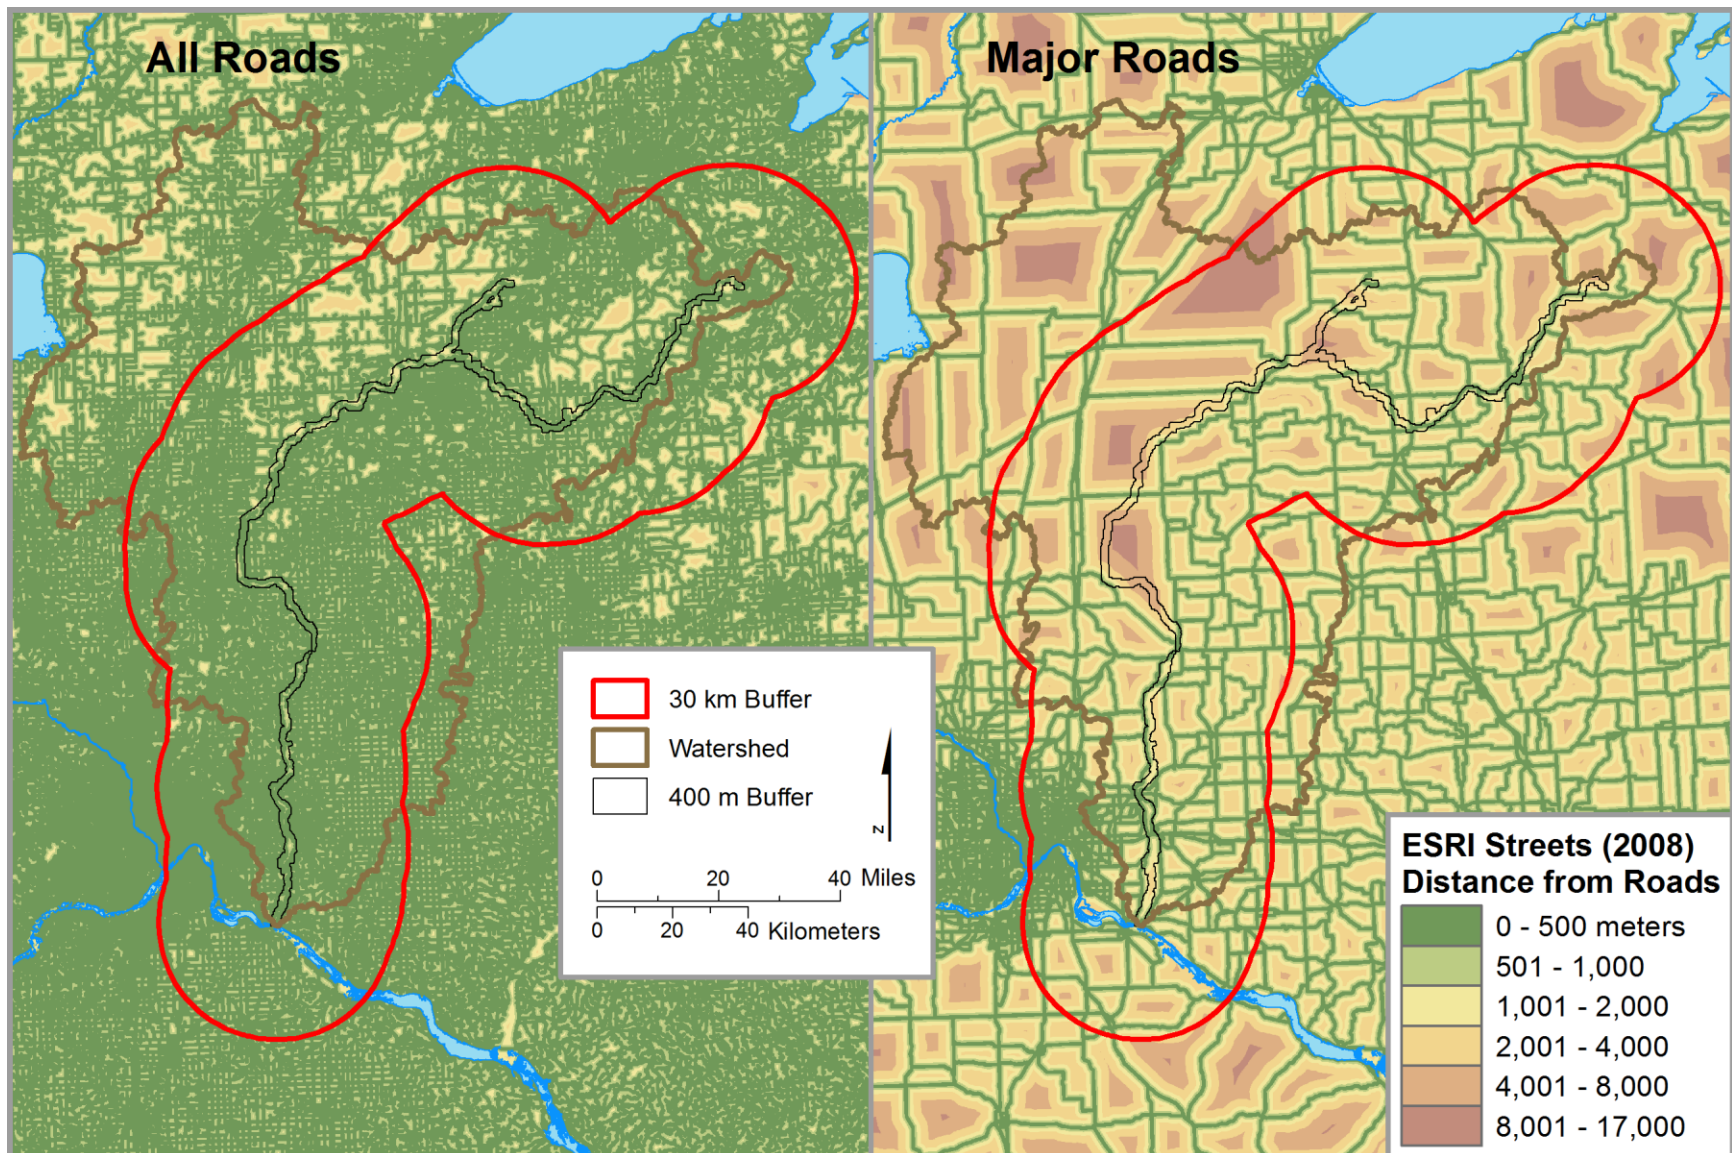 All Roads
Major Roads
30 km Buffer
Watershed
400 m Buffer
N
0 20 40 Miles
0 20 40 Kilometers
ESRI Streets (2008)
Distance from Roads
0 - 500 meters
501 - 1,000
1,001 - 2,000
2,001 - 4,000
4,001 - 8,000
8,001 - 17,000